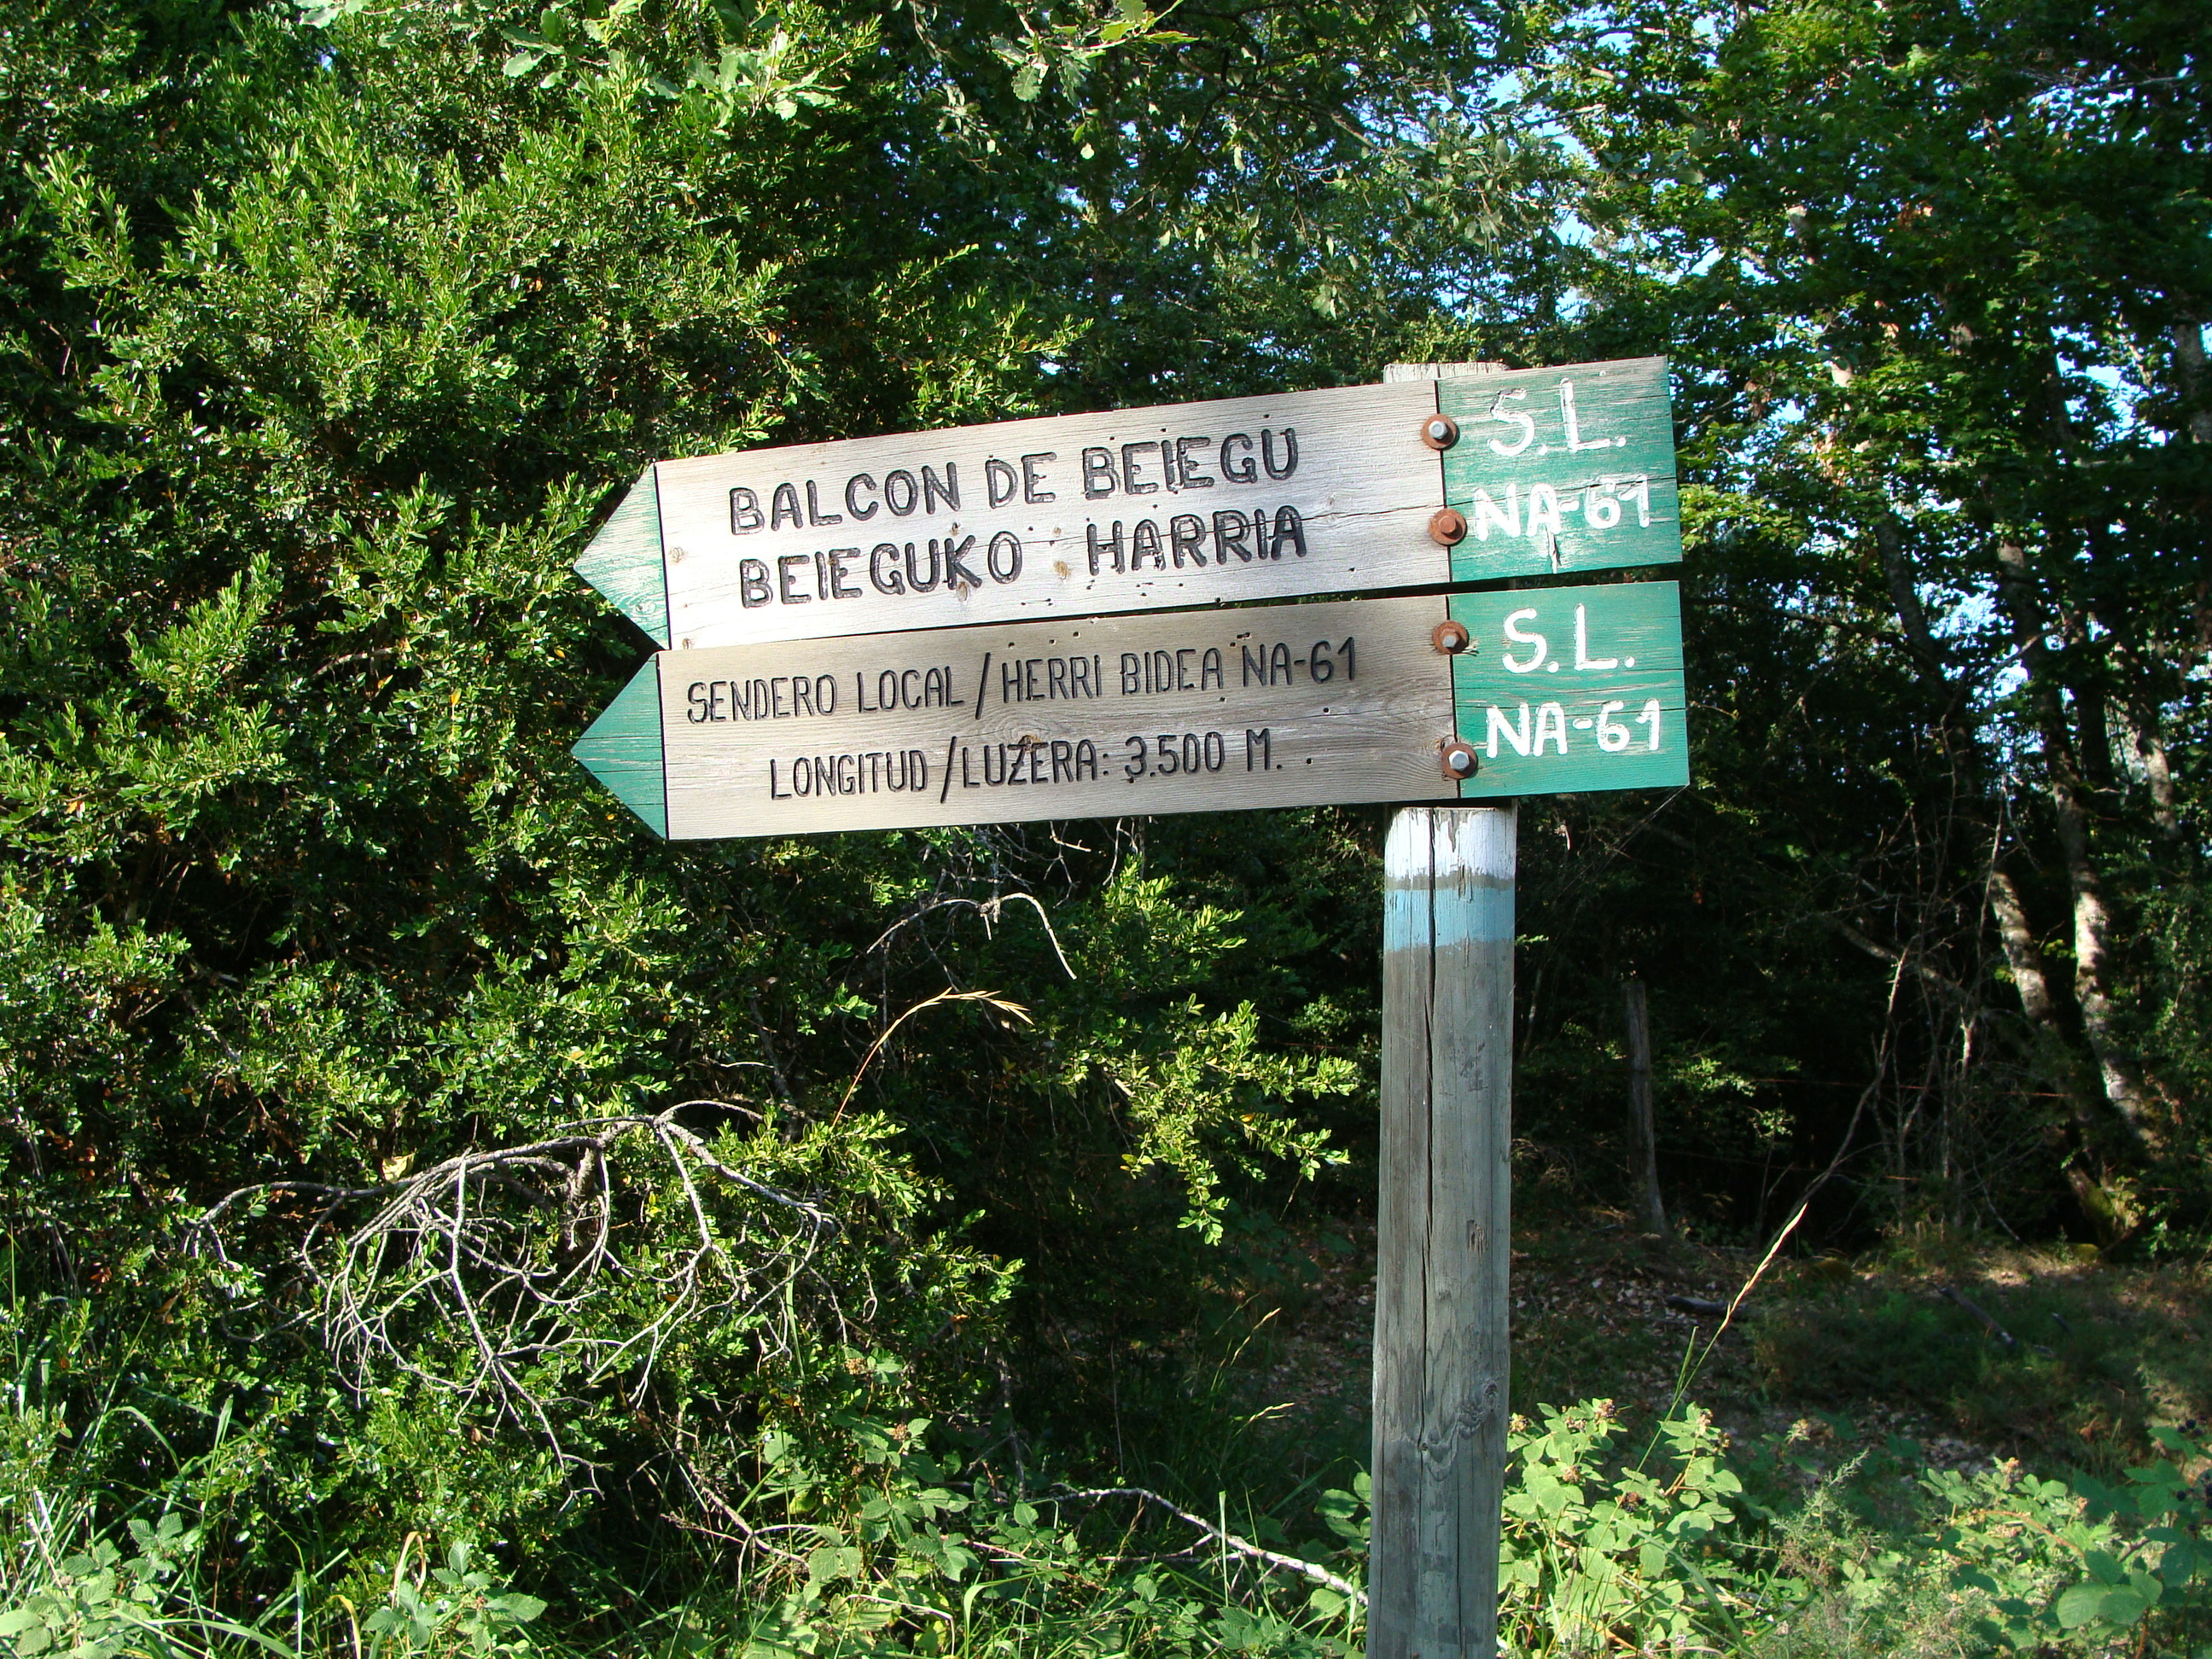 BALCON DE BEIEGU
BEIEGUKO HARRIA
S.L.
NA-61
SENDERO LOCAL/HERRI BIDEA NA-61
LONGITUD/LUZERA: 3.500 M.
S.L.
NA-61